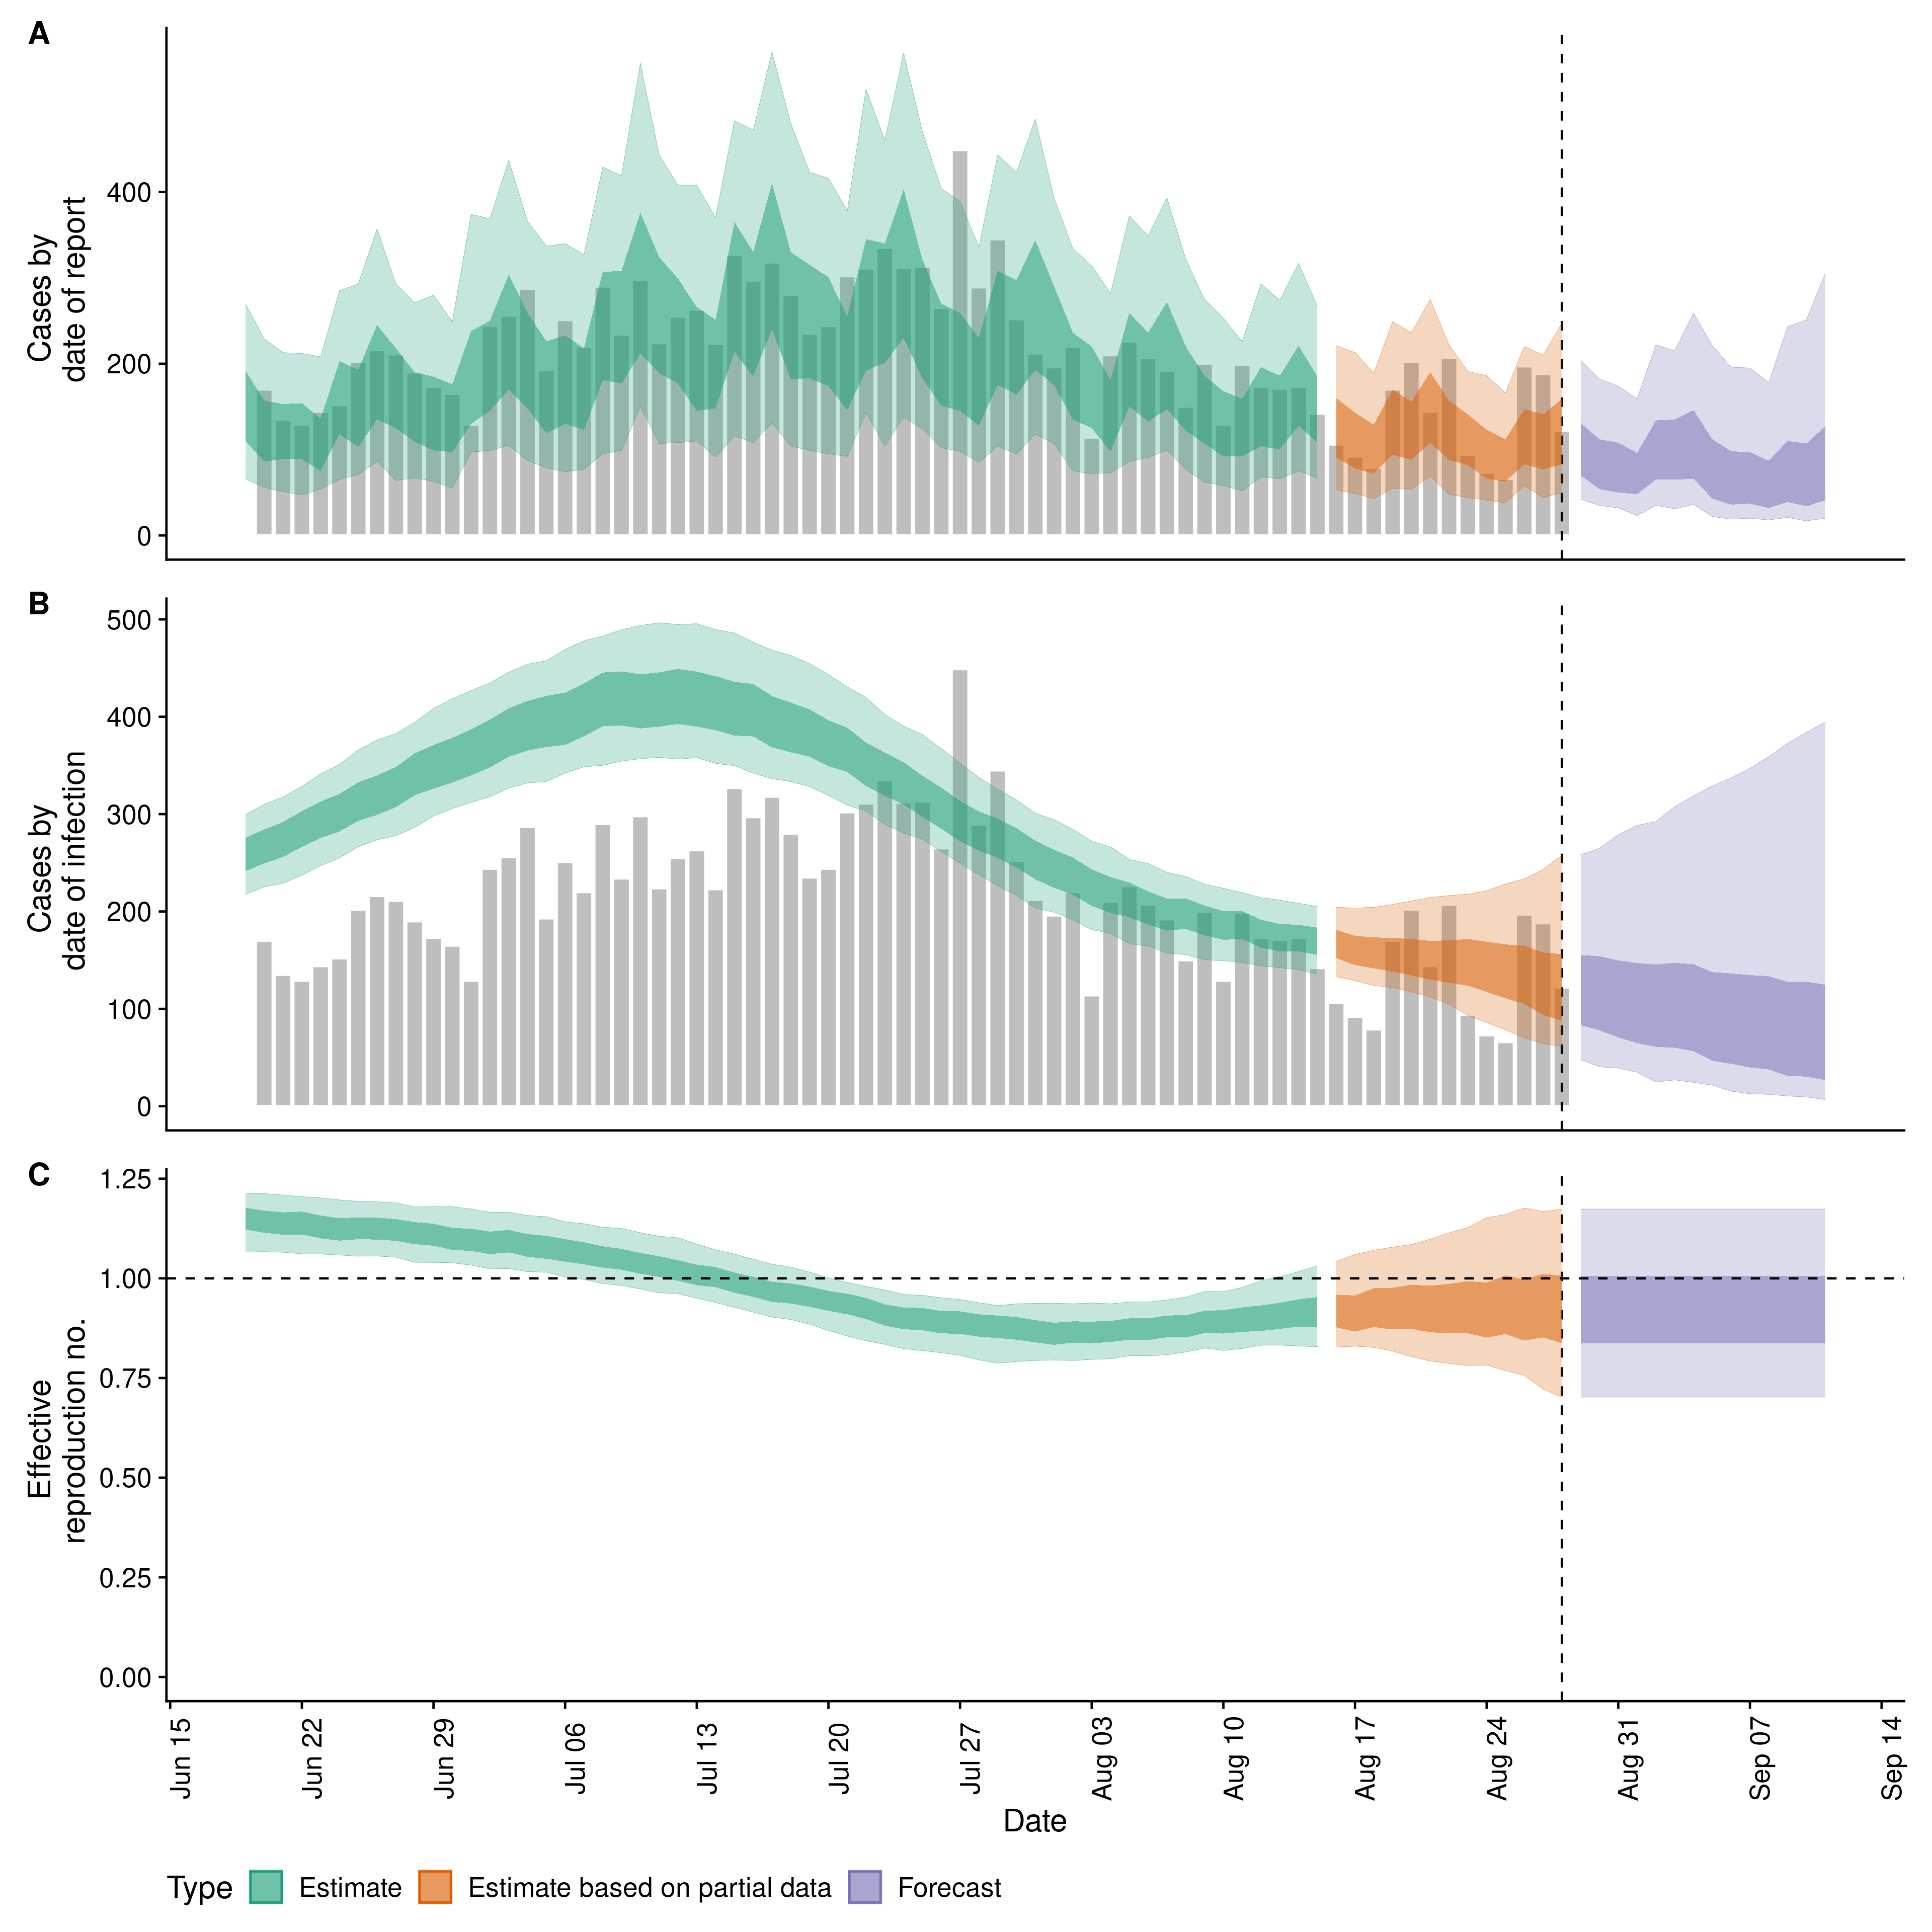 A
Cases by
date of report
400
200
0
B
Cases by
date of infection
500
400
300
200
100
0
C
Effective
reproduction no.
1.25
1.00
0.75
0.50
0.25
0.00
Jun 15
Jun 22
Jun 29
Jul 06
Jul 13
Jul 20
Jul 27
Aug 03
Aug 10
Aug 17
Aug 24
Aug 31
Sep 07
Sep 14
Date
Type Estimate Estimate based on partial data Forecast